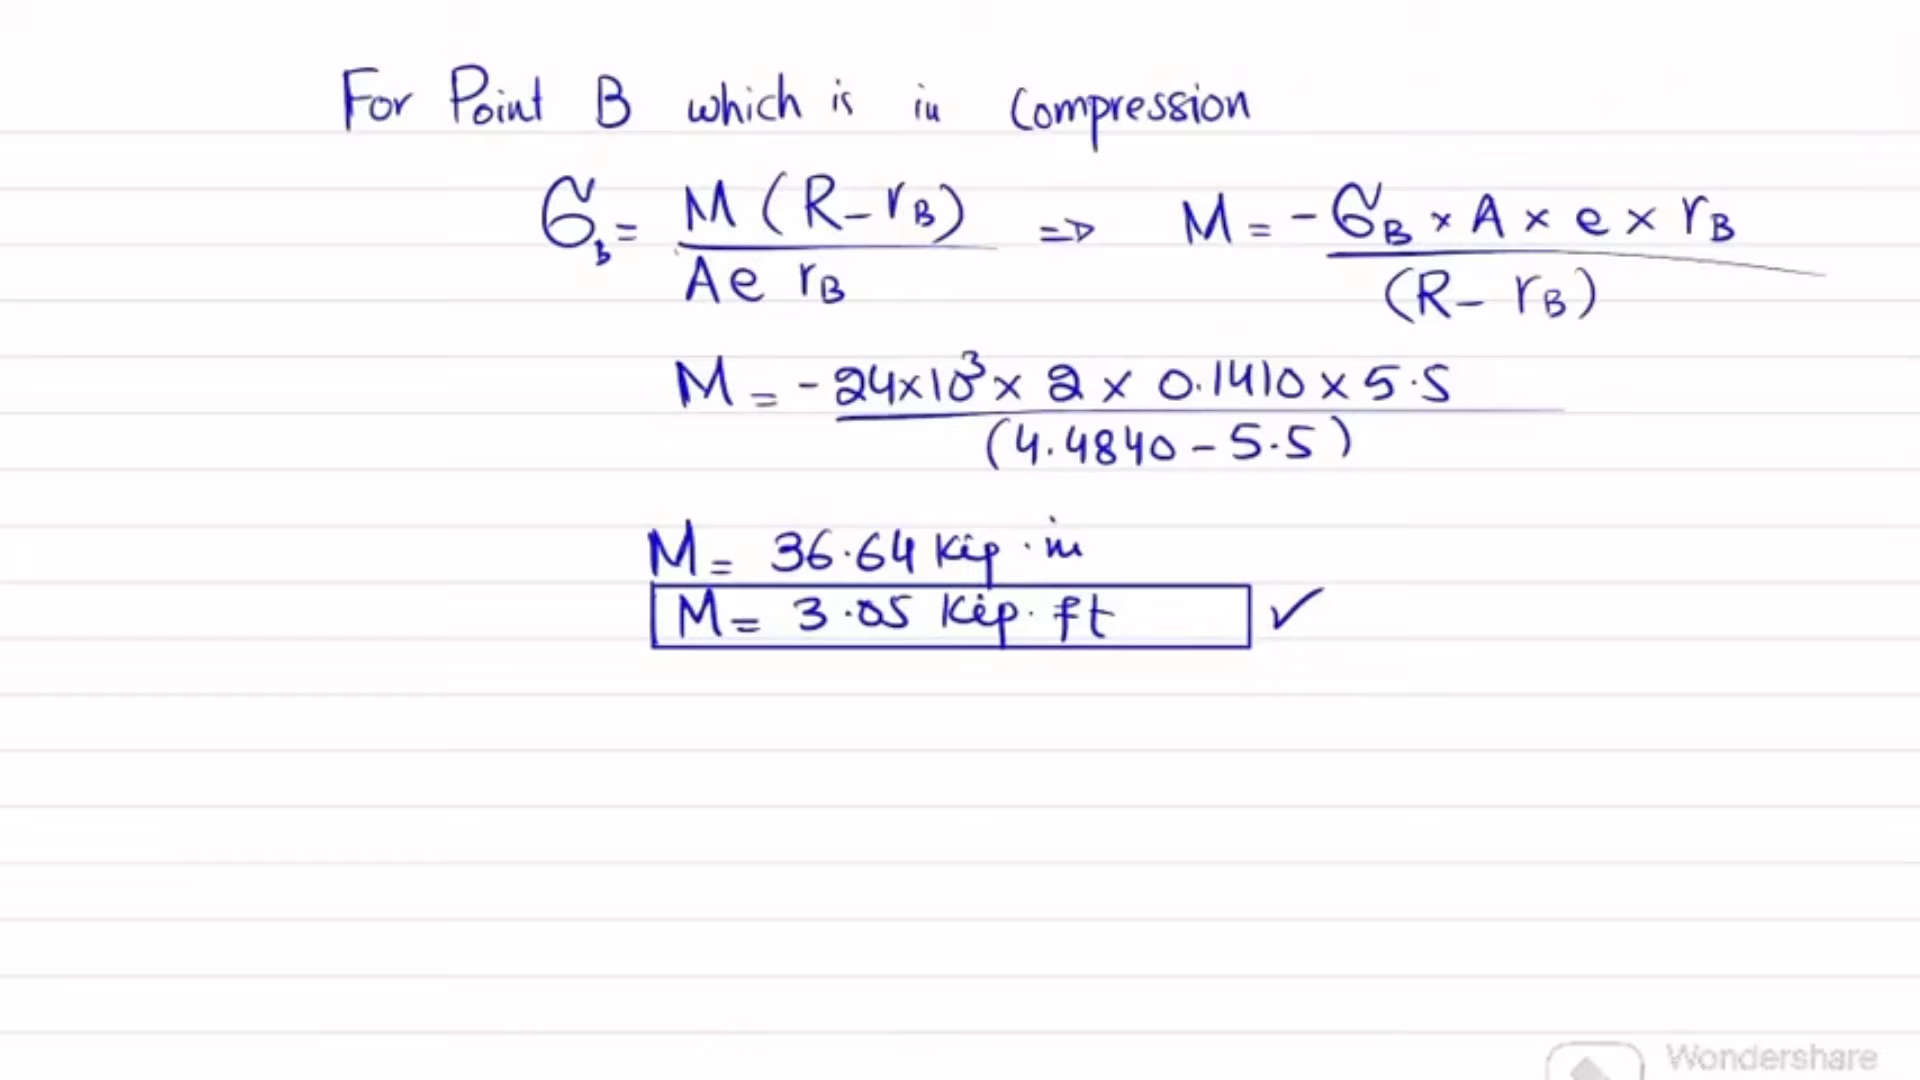 For Point B which is in Compression
σB = M(R-rB) / Ae rB => M = -σB × A × e × rB / (R- rB)
M = -24×10³× 2 × 0.1410 × 5.5 / (4.4840 - 5.5)
M = 36.64 Kip·in
M = 3.05 Kip·ft ✓
Wondershare